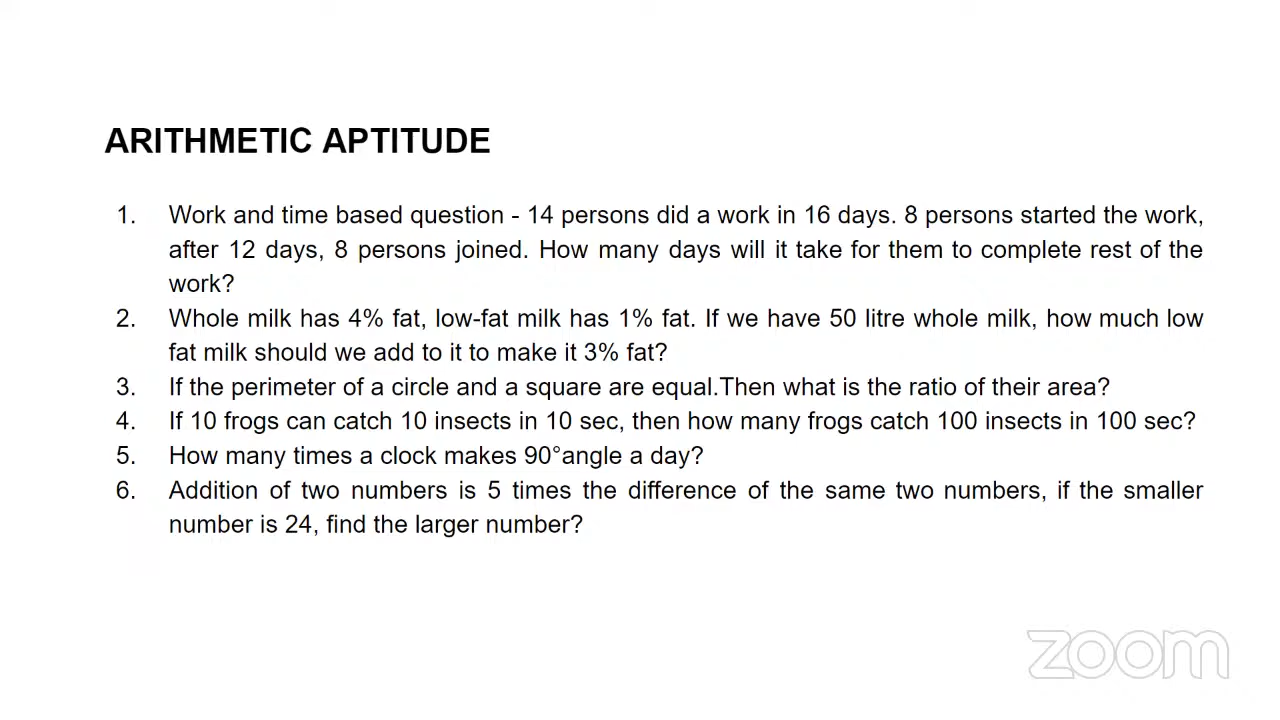 ARITHMETIC APTITUDE
1. Work and time based question - 14 persons did a work in 16 days. 8 persons started the work,
after 12 days, 8 persons joined. How many days will it take for them to complete rest of the
work?
2. Whole milk has 4% fat, low-fat milk has 1% fat. If we have 50 litre whole milk, how much low
fat milk should we add to it to make it 3% fat?
3. If the perimeter of a circle and a square are equal.Then what is the ratio of their area?
4. If 10 frogs can catch 10 insects in 10 sec, then how many frogs catch 100 insects in 100 sec?
5. How many times a clock makes 90°angle a day?
6. Addition of two numbers is 5 times the difference of the same two numbers, if the smaller
number is 24, find the larger number?
zoom